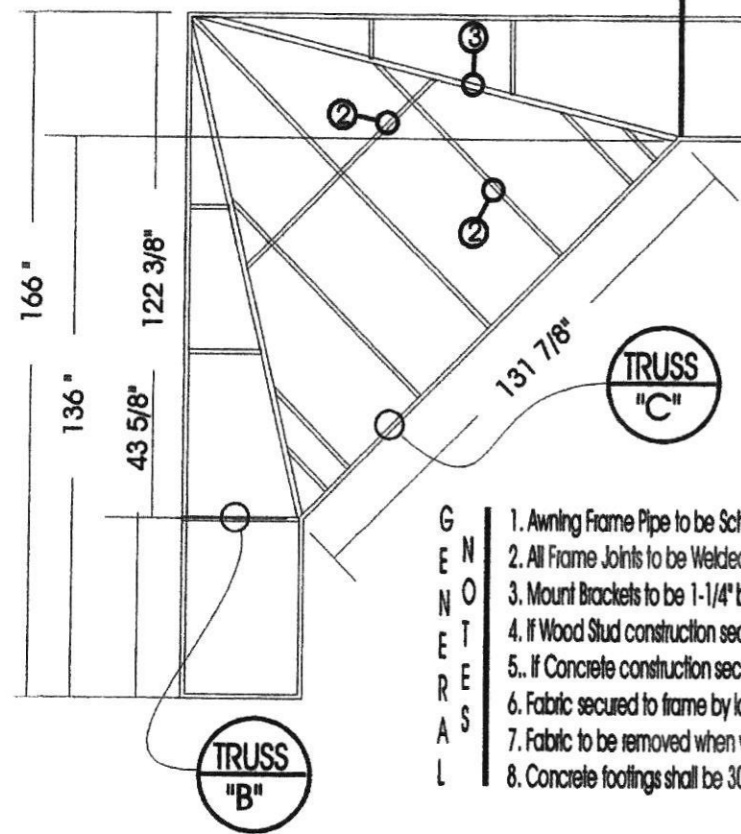 3
2
2
166 "
136 "
122 3/8"
43 5/8"
131 7/8"
TRUSS
"C"
TRUSS
"B"
GENERAL
NOTES
1. Awning Frame Pipe to be
2. All Frame Joints to be Welded
3. Mount Brackets to be 1-1/4"
4. If Wood Stud construction
5.. If Concrete construction
6. Fabric secured to frame by
7. Fabric to be removed when
8. Concrete footings shall be 30